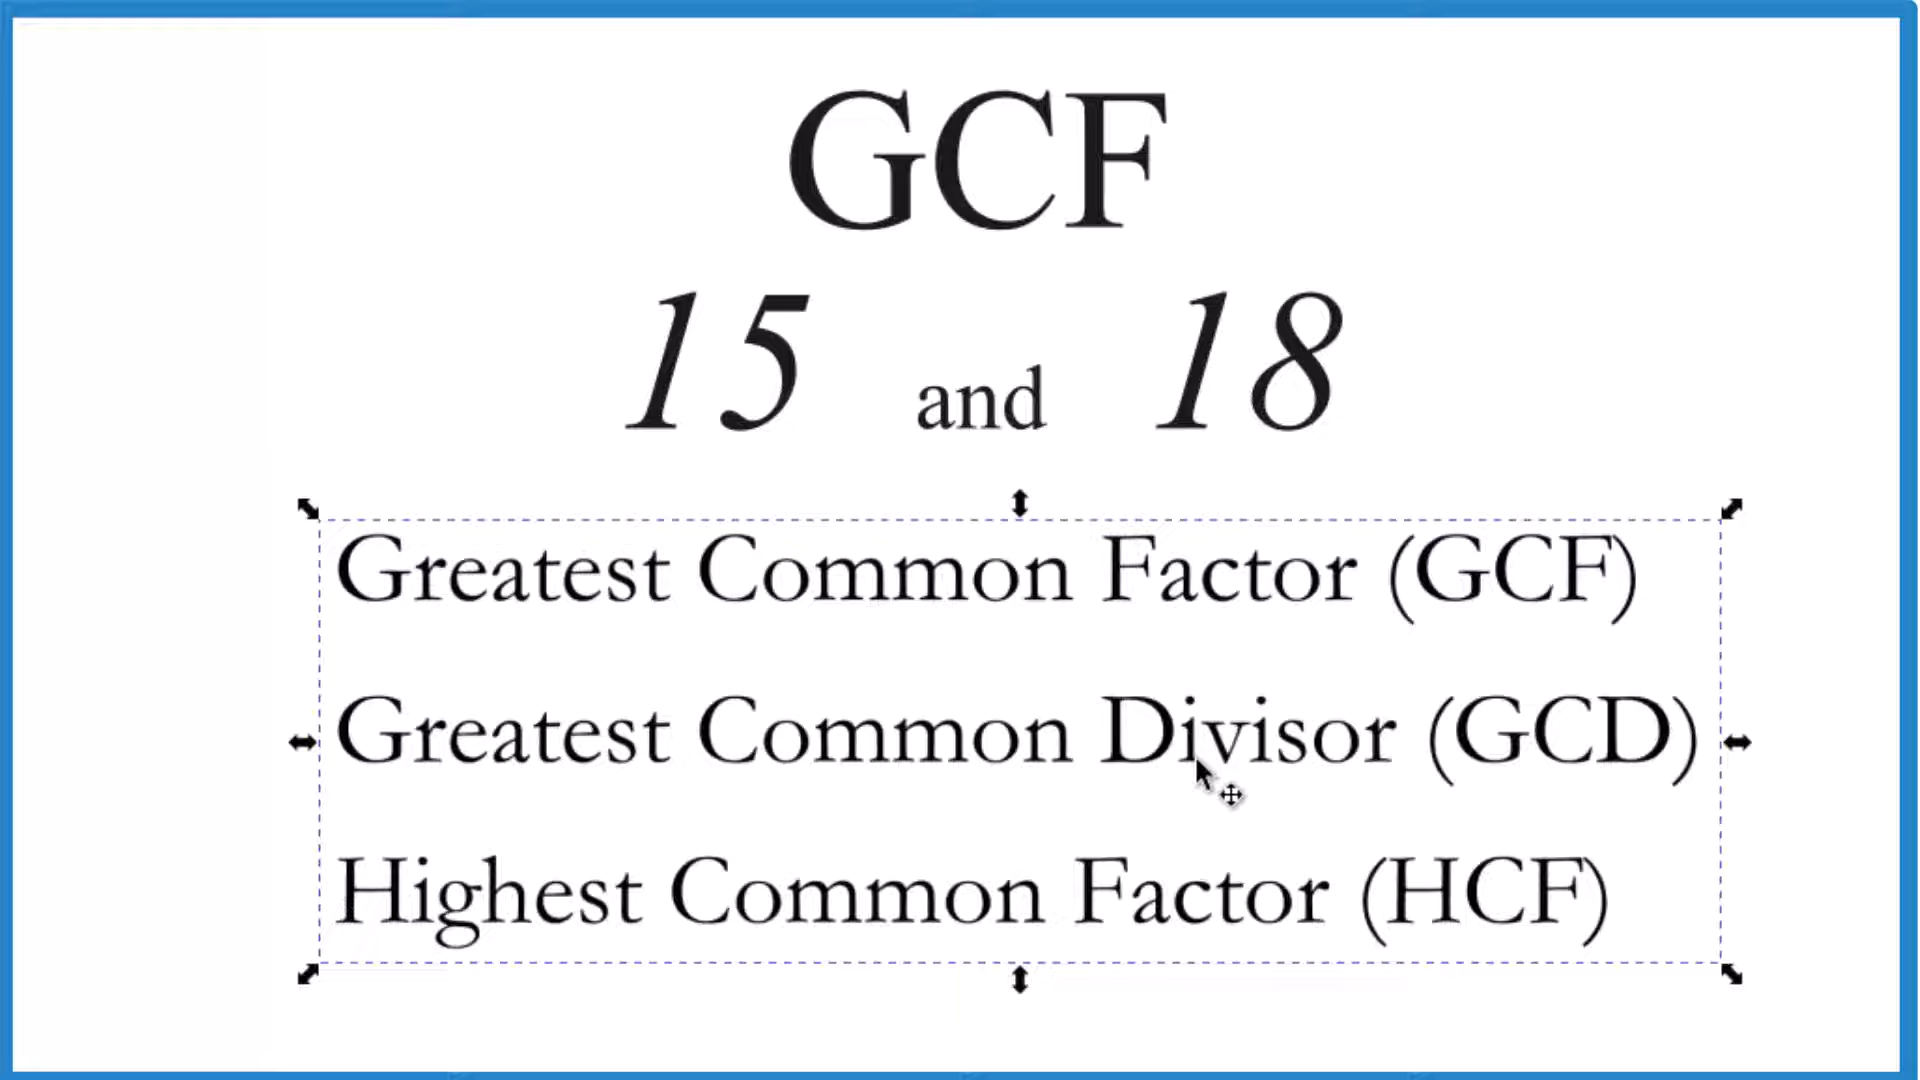 GCF
15 and 18
Greatest Common Factor (GCF)
Greatest Common Divisor (GCD)
Highest Common Factor (HCF)